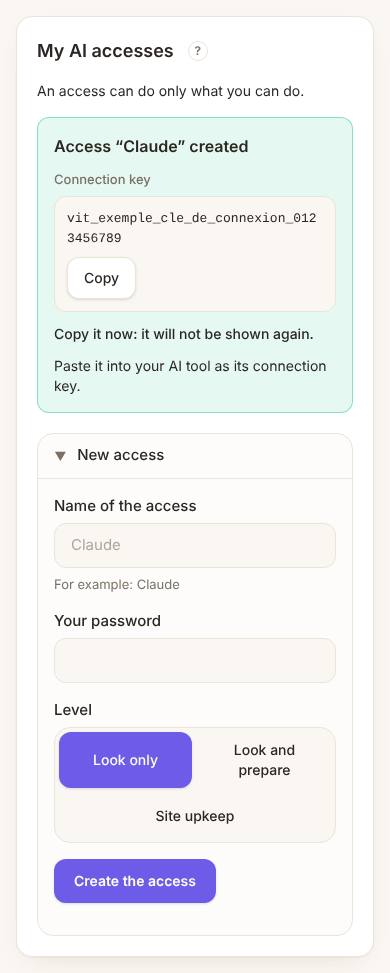 My AI accesses ?
An access can do only what you can do.
Access “Claude” created
Connection key
vit_exemple_cle_de_connexion_012
3456789
Copy
Copy it now: it will not be shown again.
Paste it into your AI tool as its connection
key.
▼ New access
Name of the access
Claude
For example: Claude
Your password
Level
Look only
Look and
prepare
Site upkeep
Create the access